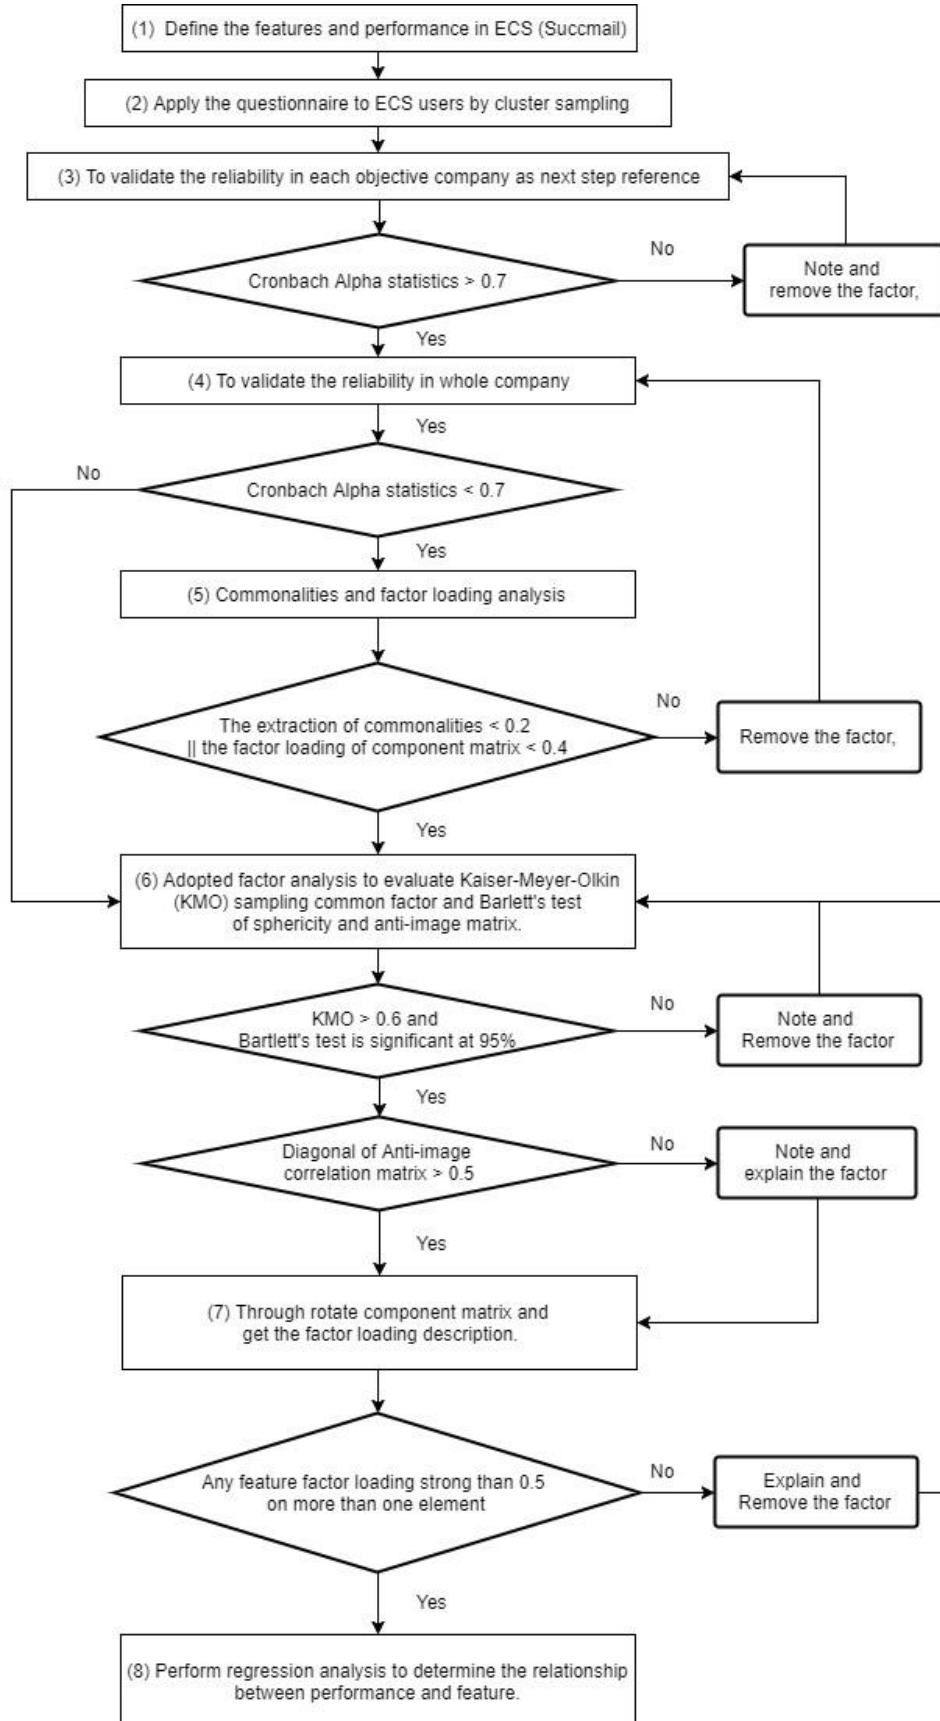 (1) Define the features and performance in ECS (Succmail)
(2) Apply the questionnaire to ECS users by cluster sampling
(3) To validate the reliability in each objective company as next step reference
Cronbach Alpha statistics > 0.7
No
Note and
remove the factor,
Yes
(4) To validate the reliability in whole company
Yes
No
Cronbach Alpha statistics < 0.7
Yes
(5) Commonalities and factor loading analysis
The extraction of commonalities < 0.2
|| the factor loading of component matrix < 0.4
No
Remove the factor,
Yes
(6) Adopted factor analysis to evaluate Kaiser-Meyer-Olkin
(KMO) sampling common factor and Barlett's test
of sphericity and anti-image matrix.
KMO > 0.6 and
Bartlett's test is significant at 95%
No
Note and
Remove the factor
Yes
Diagonal of Anti-image
correlation matrix > 0.5
No
Note and
explain the factor
Yes
(7) Through rotate component matrix and
get the factor loading description.
Any feature factor loading strong than 0.5
on more than one element
No
Explain and
Remove the factor
Yes
(8) Perform regression analysis to determine the relationship
between performance and feature.